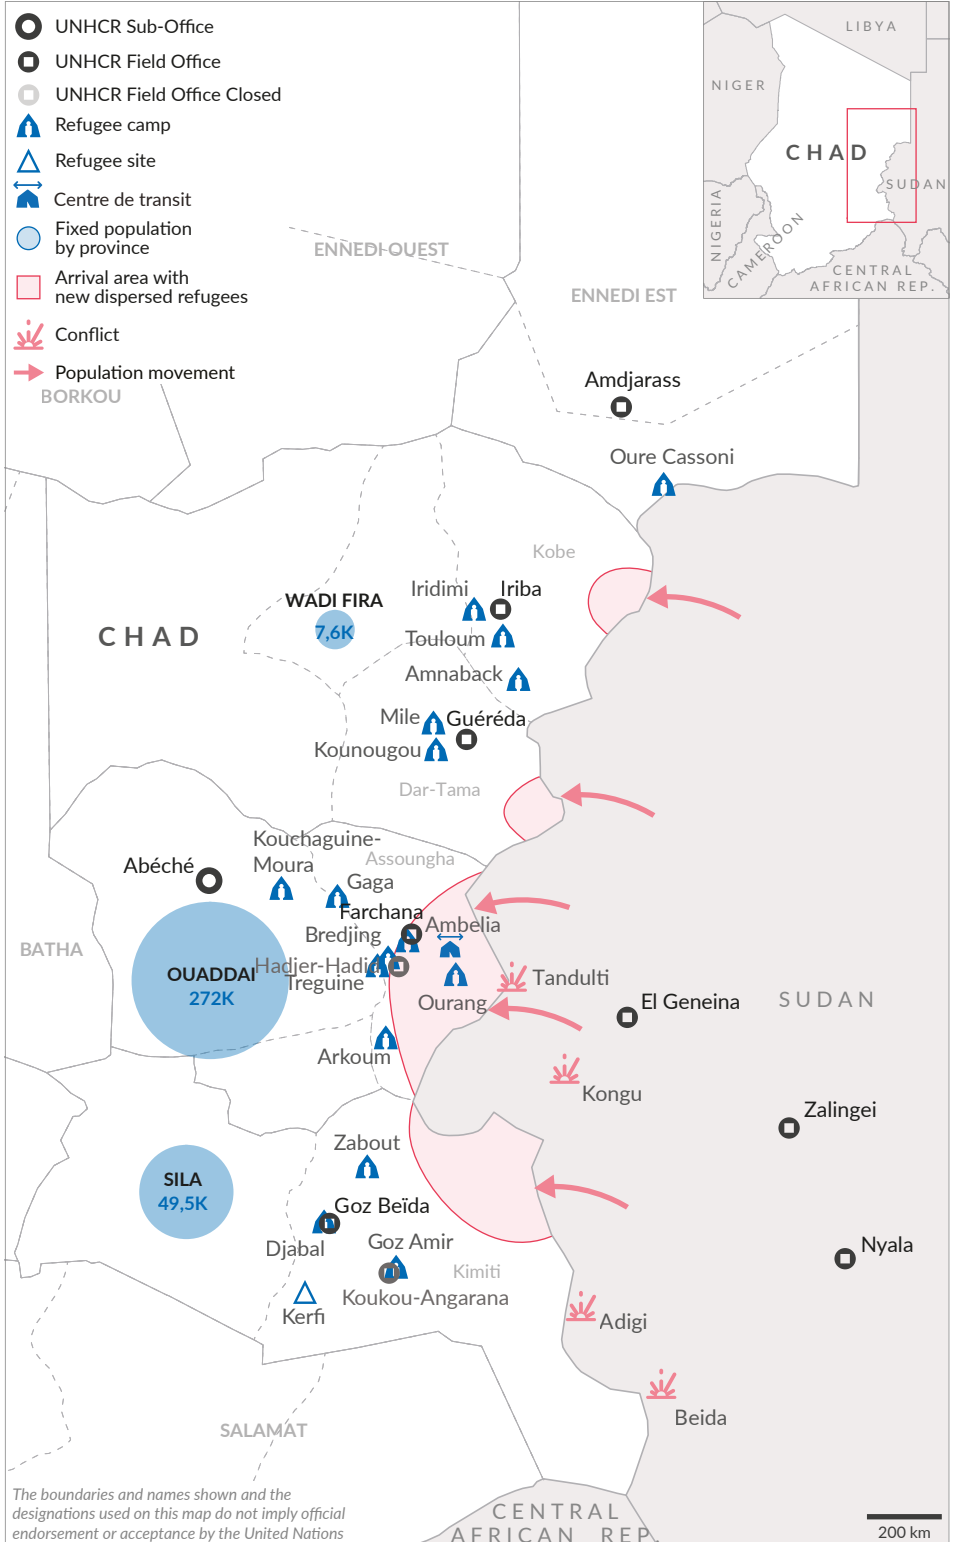 UNHCR Sub-Office
UNHCR Field Office
UNHCR Field Office Closed
Refugee camp
Refugee site
Centre de transit
Fixed population
by province
Arrival area with
new dispersed refugees
Conflict
Population movement
LIBYA
NIGER
CHAD
SUDAN
NIGERIA
CAMEROON
CENTRAL
AFRICAN REP.
ENNEDI OUEST
ENNEDI EST
BORKOU
Amdjarass
Oure Cassoni
Kobe
Iridimi
Iriba
WADI FIRA
7,6K
CHAD
Touloum
Amnaback
Mile
Guéréda
Kounougou
Dar-Tama
Kouchaguine-
Moura
Assoungha
Abéché
Gaga
Farchana
Ambelia
Bredjing
BATHA
OUADDAI
272K
Hadjer-Hadid
Treguine
Ourang
Tandulti
El Geneina
SUDAN
Arkoum
Kongu
Zalingei
Zabout
SILA
49,5K
Goz Beïda
Djabal
Goz Amir
Kimiti
Nyala
Koukou-Angarana
Kerfi
Adigi
Beida
SALAMAT
The boundaries and names shown and the
designations used on this map do not imply official
endorsement or acceptance by the United Nations
CENTRAL
AFRICAN REP.
200 km